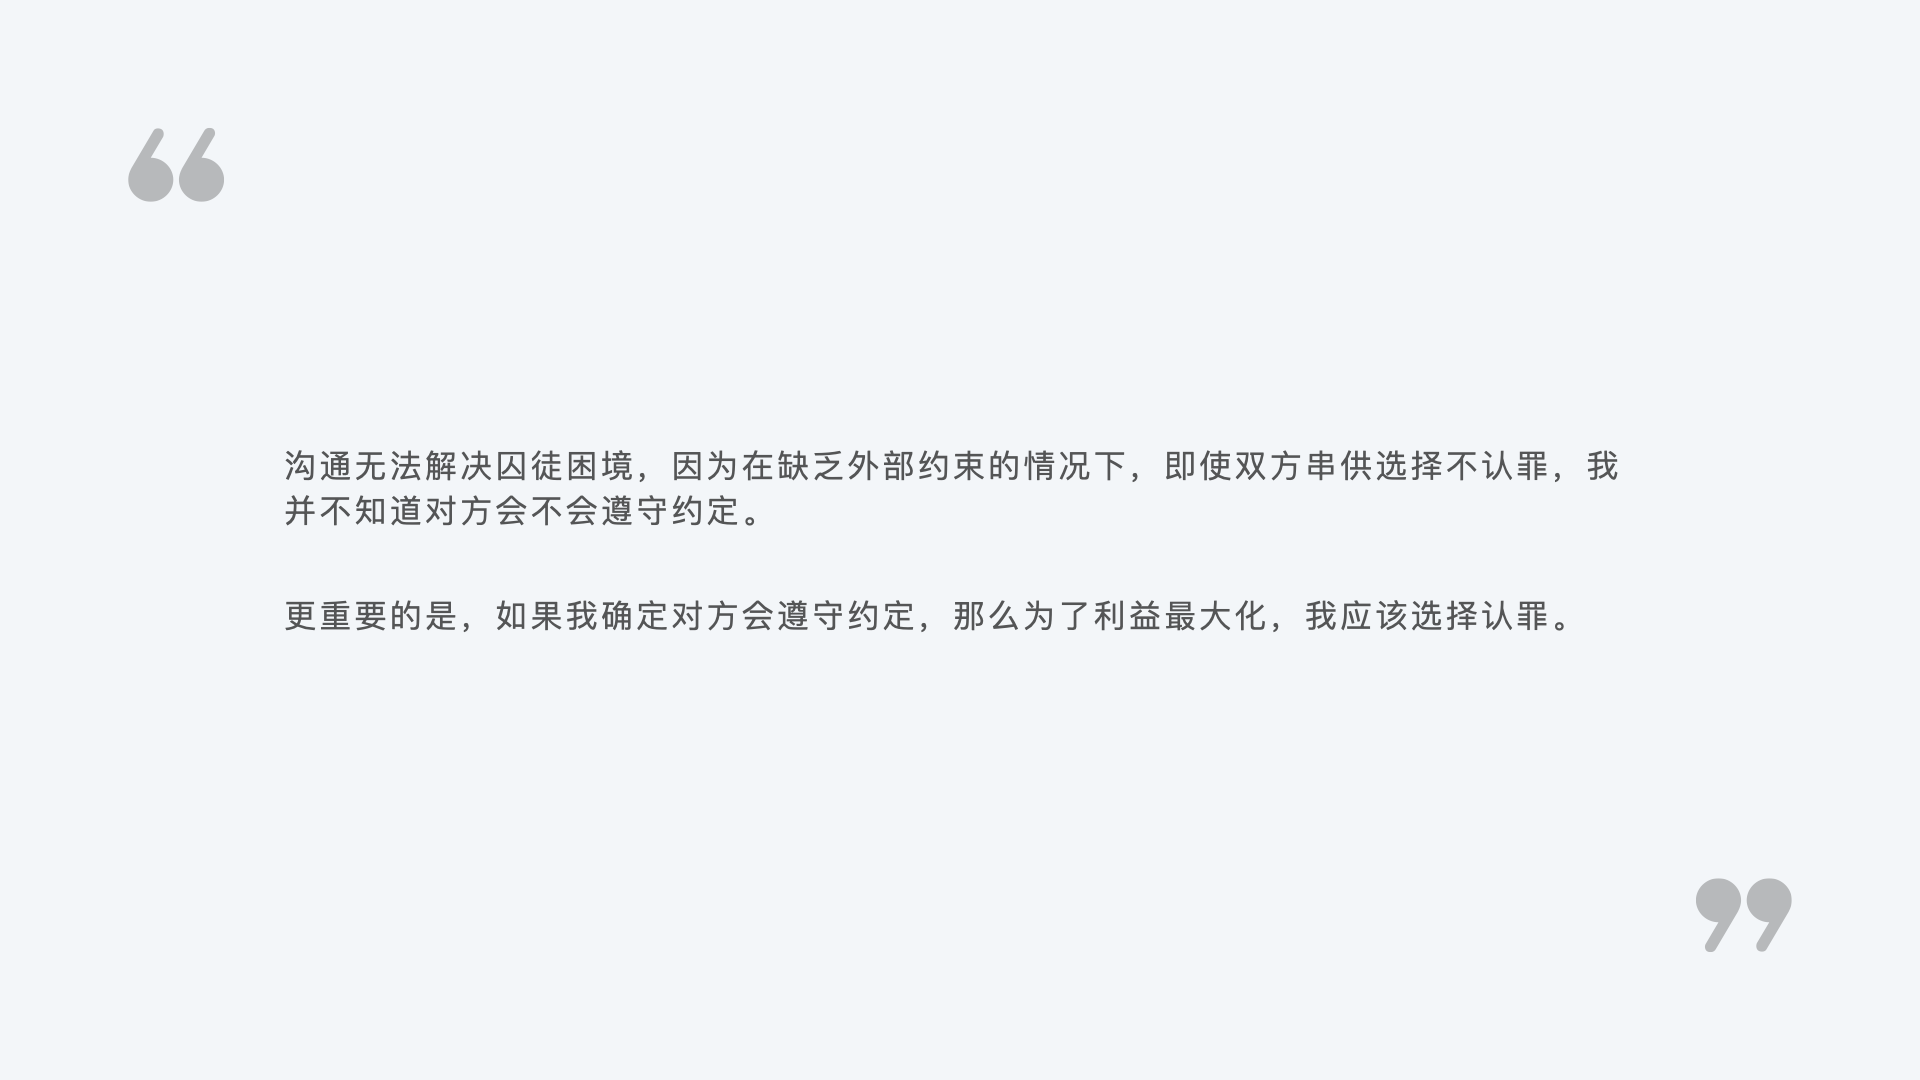 “
沟通无法解决囚徒困境，因为在缺乏外部约束的情况下，即使双方串供选择不认罪，我
并不知道对方会不会遵守约定。
更重要的是，如果我确定对方会遵守约定，那么为了利益最大化，我应该选择认罪。
”